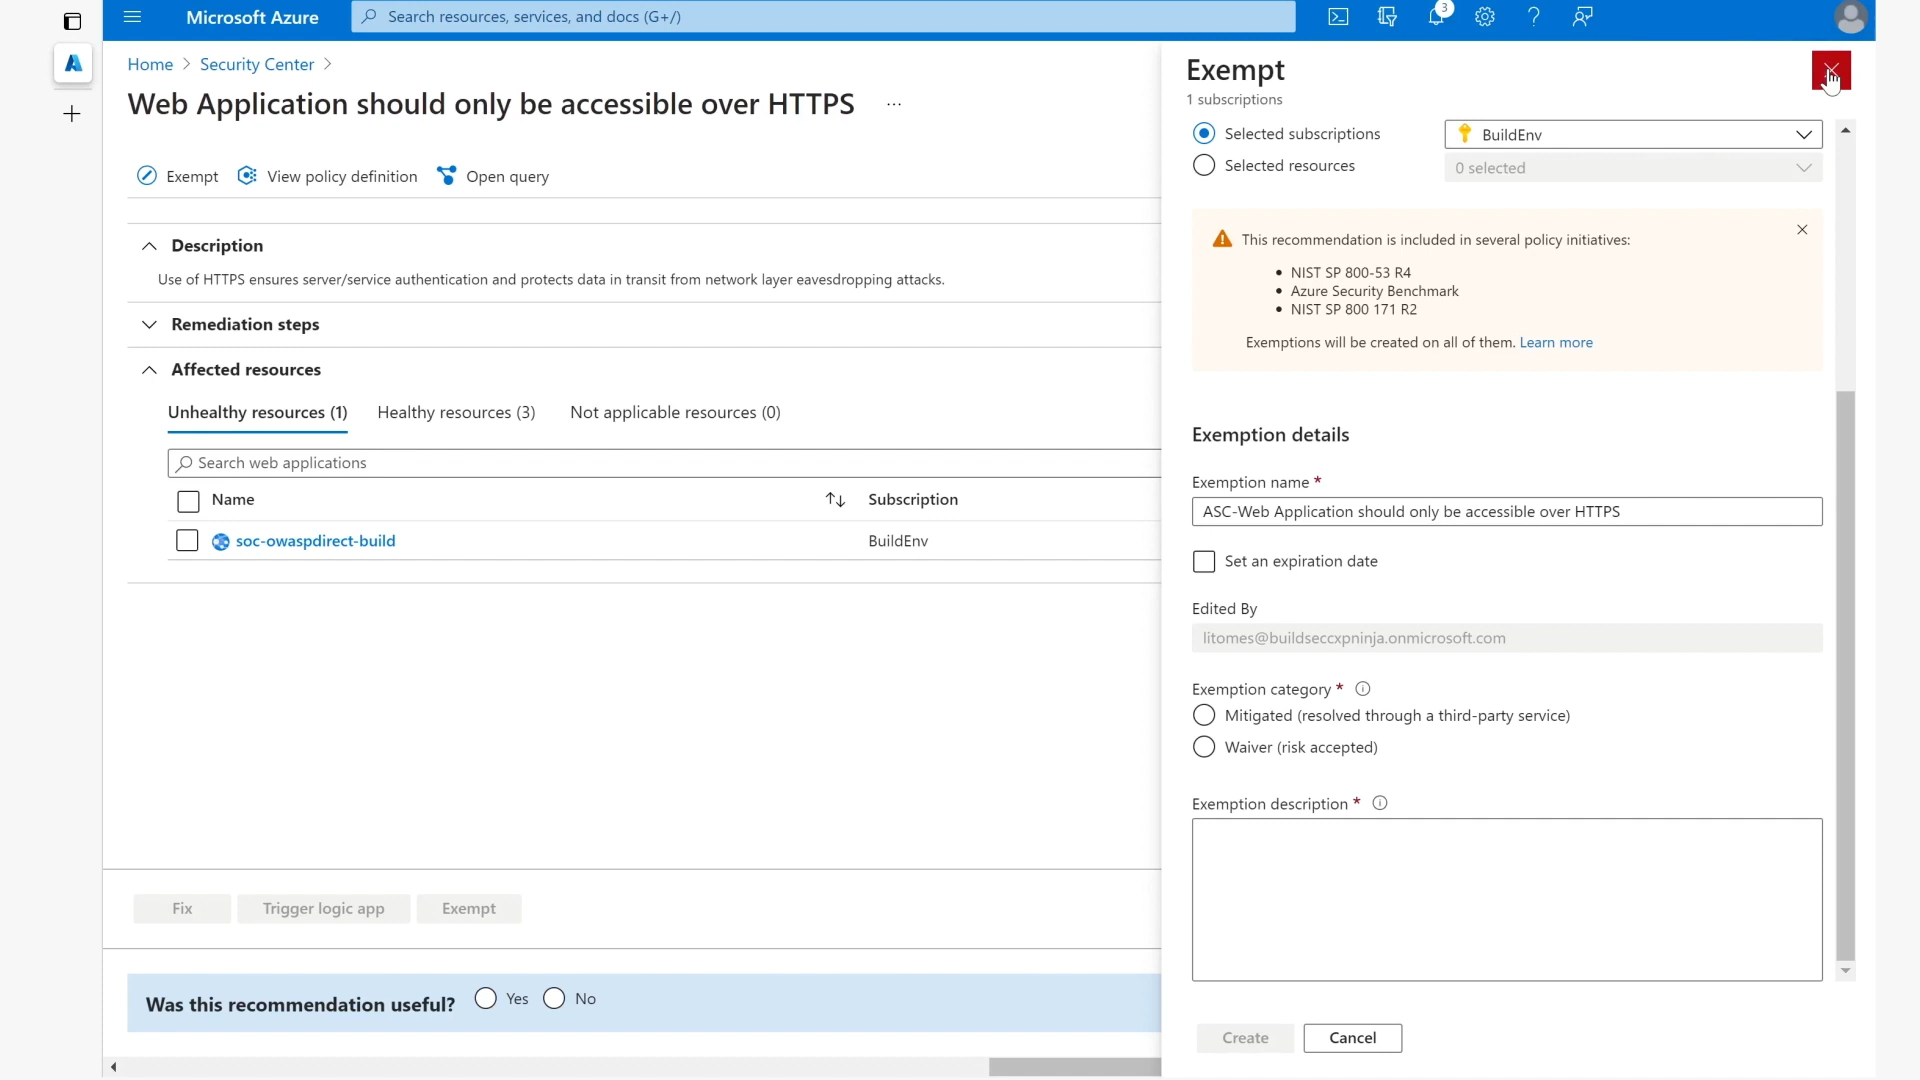 Microsoft Azure
Search resources, services, and docs (G+/)
3
Home > Security Center >
Web Application should only be accessible over HTTPS ...
Exempt View policy definition Open query
Description
Use of HTTPS ensures server/service authentication and protects data in transit from network layer eavesdropping attacks.
Remediation steps
Affected resources
Unhealthy resources (1) Healthy resources (3) Not applicable resources (0)
Search web applications
Name Subscription
soc-owaspdirect-build BuildEnv
Fix Trigger logic app Exempt
Was this recommendation useful? Yes No
Exempt
1 subscriptions
Selected subscriptions BuildEnv
Selected resources 0 selected
This recommendation is included in several policy initiatives:
• NIST SP 800-53 R4
• Azure Security Benchmark
• NIST SP 800 171 R2
Exemptions will be created on all of them. Learn more
Exemption details
Exemption name *
ASC-Web Application should only be accessible over HTTPS
Set an expiration date
Edited By
litomes@buildseccxpninja.onmicrosoft.com
Exemption category *
Mitigated (resolved through a third-party service)
Waiver (risk accepted)
Exemption description *
Create Cancel